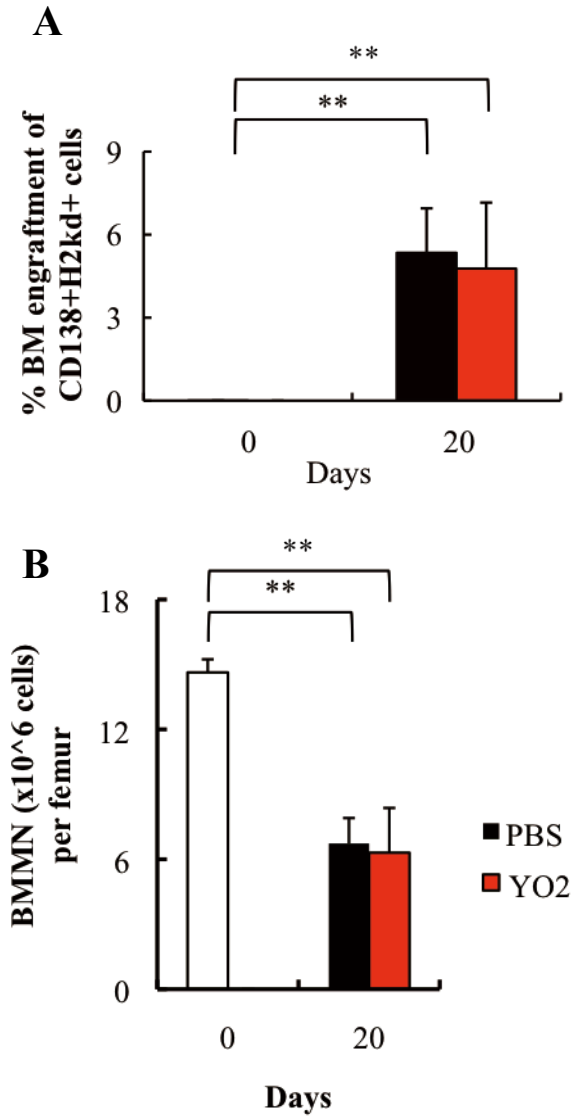 A
**
**
% BM engraftment of
CD138+H2kd+ cells
9
6
3
0
0
20
Days
B
**
**
BMMN (x10^6 cells)
per femur
18
12
6
0
PBS
YO2
0
20
Days